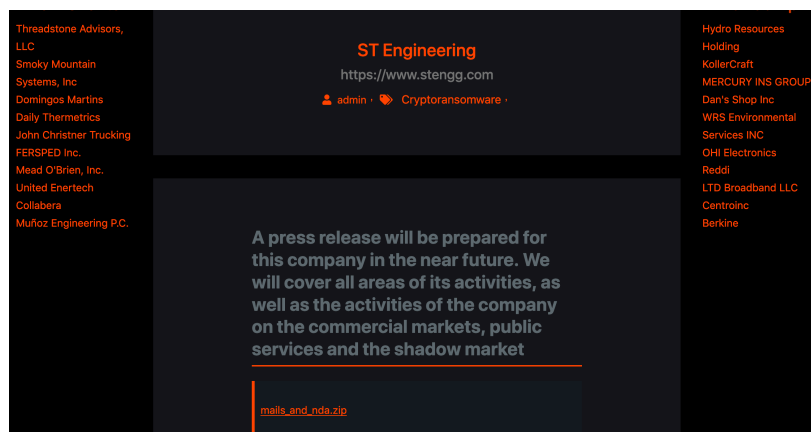 Threadstone Advisors,
LLC
Smoky Mountain
Systems, Inc
Domingos Martins
Daily Thermetrics
John Christner Trucking
FERSPED Inc.
Mead O'Brien, Inc.
United Enertech
Collabera
Muñoz Engineering P.C.
ST Engineering
https://www.stengg.com
admin · Cryptoransomware ·
A press release will be prepared for
this company in the near future. We
will cover all areas of its activities, as
well as the activities of the company
on the commercial markets, public
services and the shadow market
mails_and_nda.zip
Hydro Resources
Holding
KollerCraft
MERCURY INS GROUP
Dan's Shop Inc
WRS Environmental
Services INC
OHI Electronics
Reddi
LTD Broadband LLC
Centroinc
Berkine